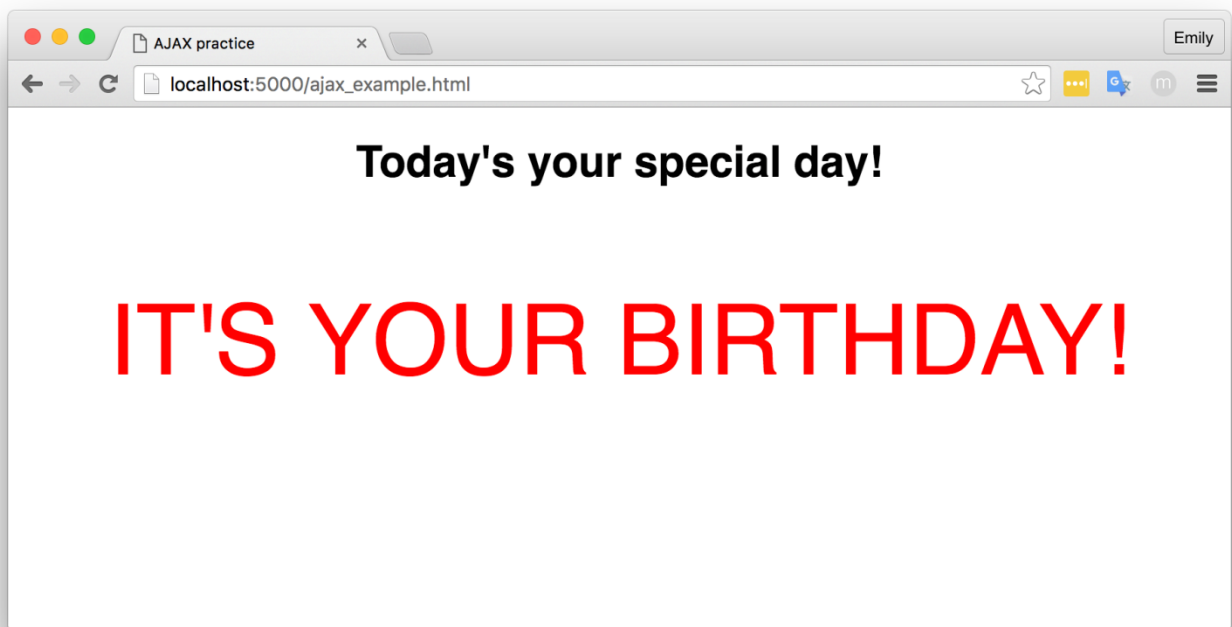 AJAX practice
Emily
localhost:5000/ajax_example.html
m
Today's your special day!
IT'S YOUR BIRTHDAY!